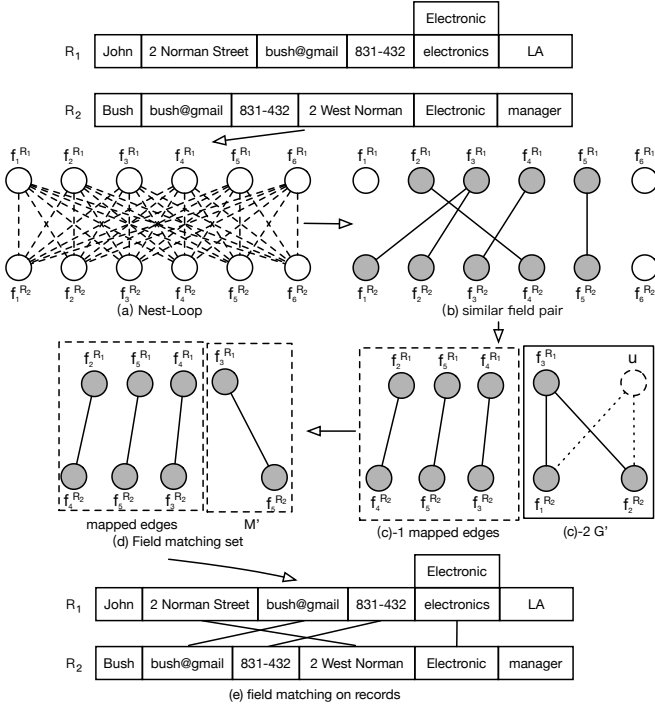 Electronic
R1 John 2 Norman Street bush@gmail 831-432 electronics LA
R2 Bush bush@gmail 831-432 2 West Norman Electronic manager
f1R1 f2R1 f3R1 f4R1 f5R1 f6R1 f1R1 f2R1 f3R1 f4R1 f5R1 f6R1
f1R2 f2R2 f3R2 f4R2 f5R2 f6R2 f1R2 f2R2 f3R2 f4R2 f5R2 f6R2
(a) Nest-Loop (b) similar field pair
f2R1 f5R1 f4R1 f3R1 f2R1 f5R1 f4R1 f3R1 u
f4R2 f5R2 f3R2 f5R2 f4R2 f5R2 f3R2 f1R2 f2R2
mapped edges M' (c)-1 mapped edges (c)-2 G'
(d) Field matching set
Electronic
R1 John 2 Norman Street bush@gmail 831-432 electronics LA
R2 Bush bush@gmail 831-432 2 West Norman Electronic manager
(e) field matching on records